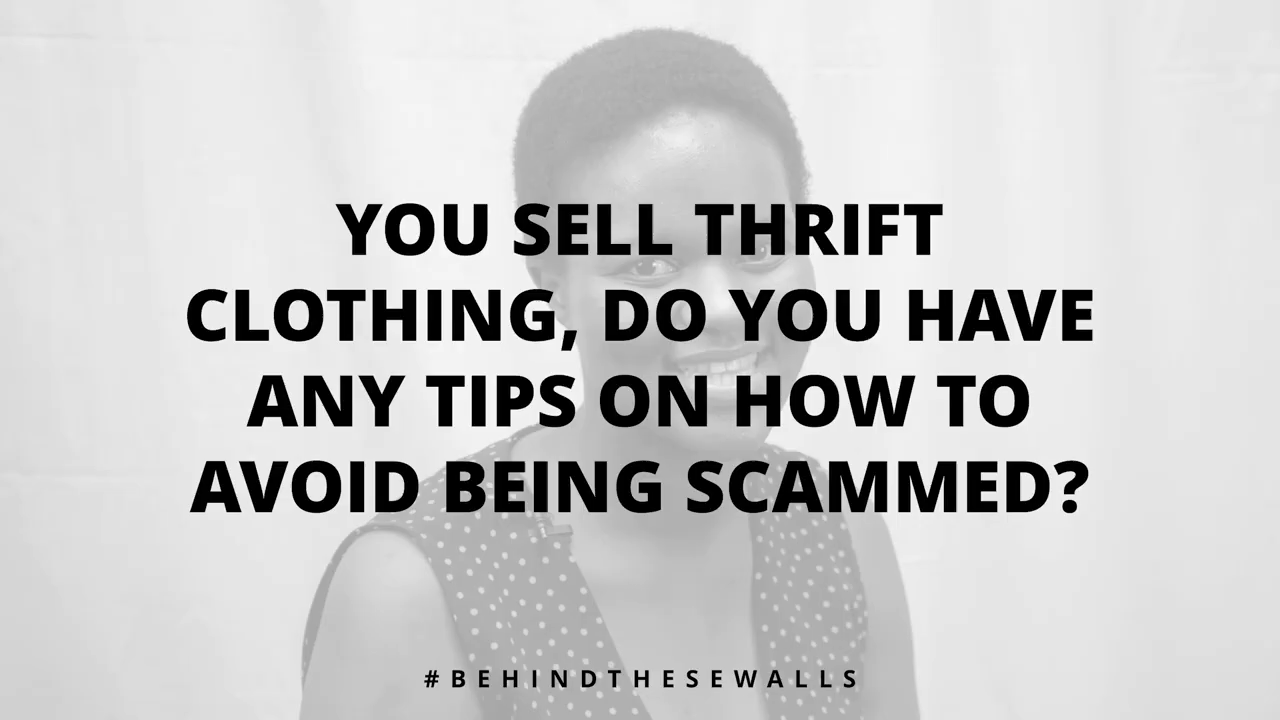 YOU SELL THRIFT
CLOTHING, DO YOU HAVE
ANY TIPS ON HOW TO
AVOID BEING SCAMMED?
#BEHINDTHESEWALLS